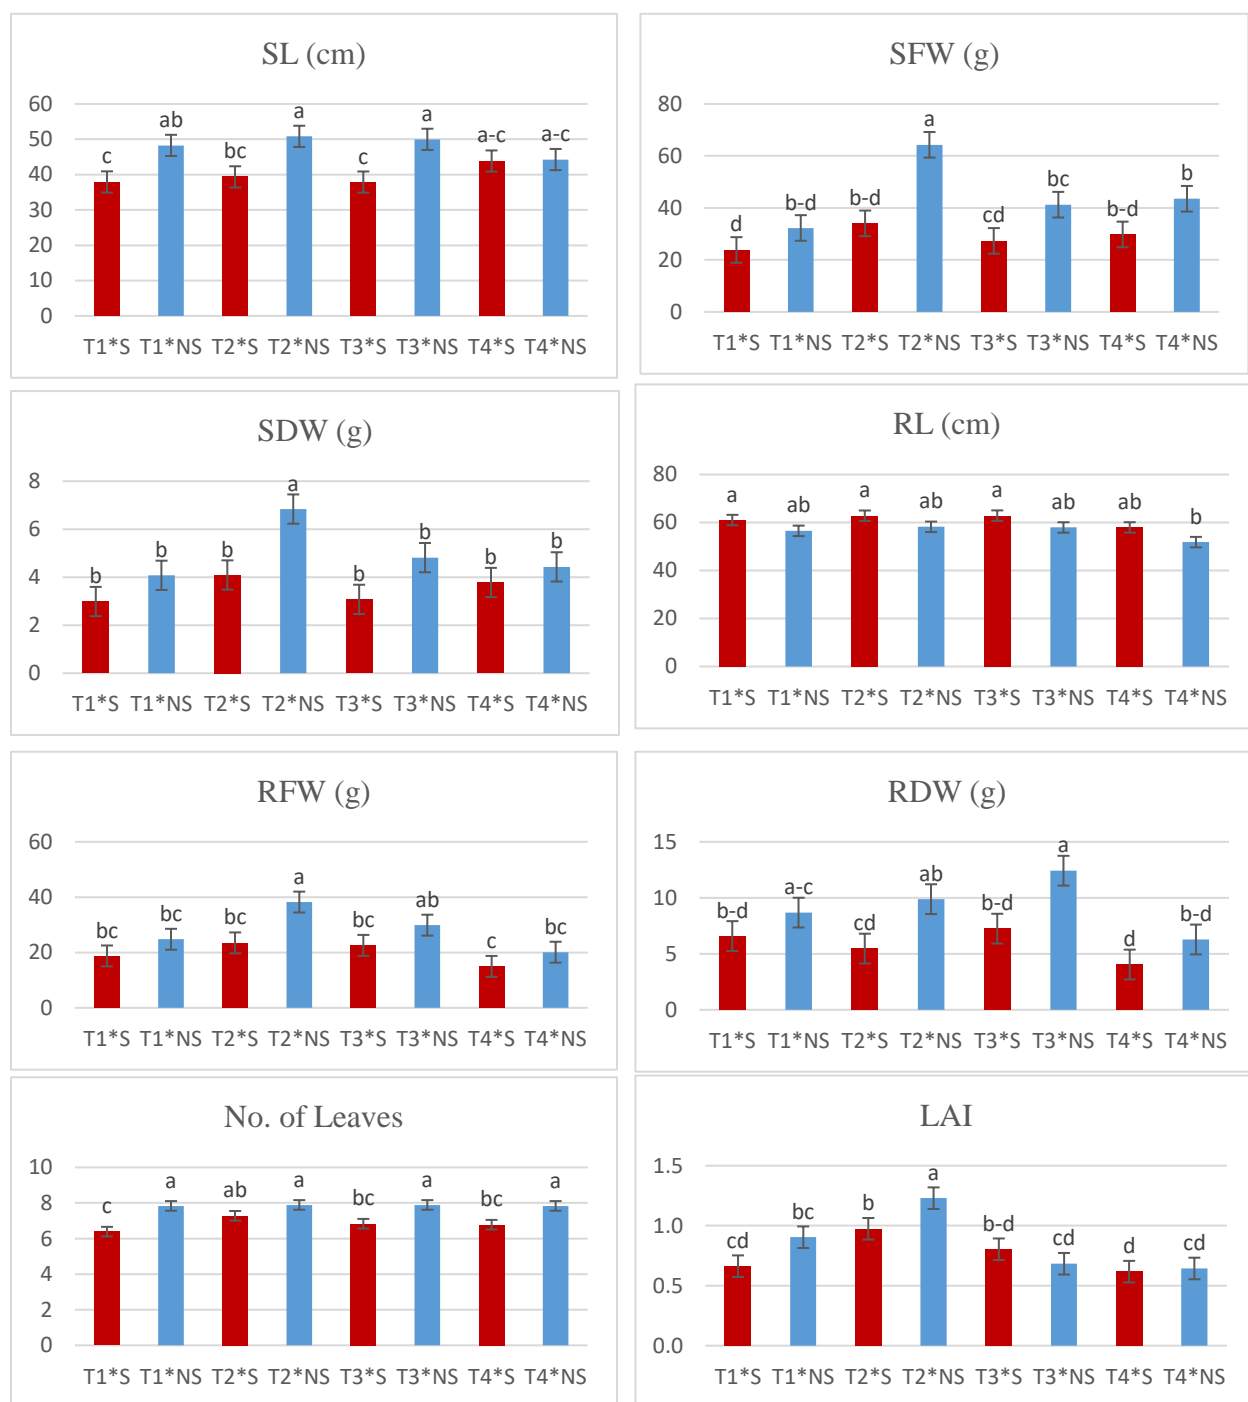 SL (cm)
60
50
40
30
20
10
0
c ab bc a c a a-c a-c
T1*S T1*NS T2*S T2*NS T3*S T3*NS T4*S T4*NS
SFW (g)
80
60
40
20
0
d b-d b-d a cd bc b-d b
T1*S T1*NS T2*S T2*NS T3*S T3*NS T4*S T4*NS
SDW (g)
8
6
4
2
0
b b b a b b b b
T1*S T1*NS T2*S T2*NS T3*S T3*NS T4*S T4*NS
RL (cm)
80
60
40
20
0
a ab a ab a ab ab b
T1*S T1*NS T2*S T2*NS T3*S T3*NS T4*S T4*NS
RFW (g)
60
40
20
0
bc bc bc a bc ab c bc
T1*S T1*NS T2*S T2*NS T3*S T3*NS T4*S T4*NS
RDW (g)
15
10
5
0
b-d a-c cd ab b-d a d b-d
T1*S T1*NS T2*S T2*NS T3*S T3*NS T4*S T4*NS
No. of Leaves
10
8
6
4
2
0
c a ab a bc a bc a
T1*S T1*NS T2*S T2*NS T3*S T3*NS T4*S T4*NS
LAI
1.5
1.0
0.5
0.0
cd bc b a b-d cd d cd
T1*S T1*NS T2*S T2*NS T3*S T3*NS T4*S T4*NS